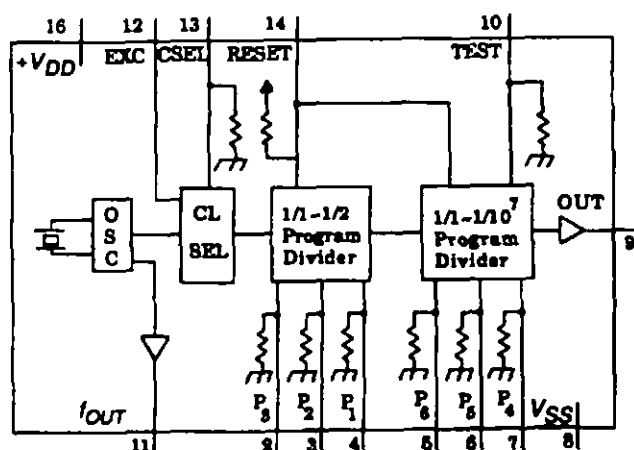 16 12 13 14 10
+VDD EXC CSEL RESET TEST
OUT
O S C
CL SEL
1/1~1/2 Program Divider
1/1~1/10^7 Program Divider
9
P3 P2 P1 P6 P5 P4
fOUT VSS
11 2 3 4 5 6 7 8